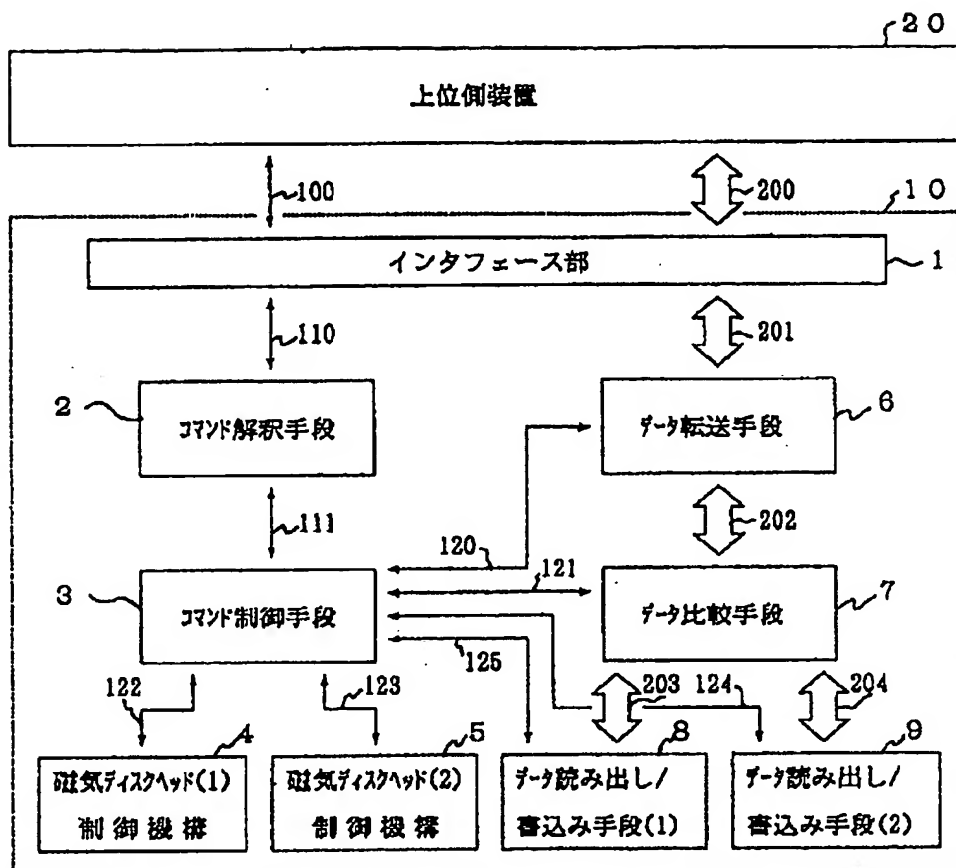 20
上位側装置
100
200
10
インタフェース部
1
110
201
2
コマンド解釈手段
データ転送手段
6
111
202
120
121
3
コマンド制御手段
データ比較手段
7
125
122
123
203
124
204
4
5
8
9
磁気ディスクヘッド(1)
制御機構
磁気ディスクヘッド(2)
制御機構
データ読み出し/
書込み手段(1)
データ読み出し/
書込み手段(2)